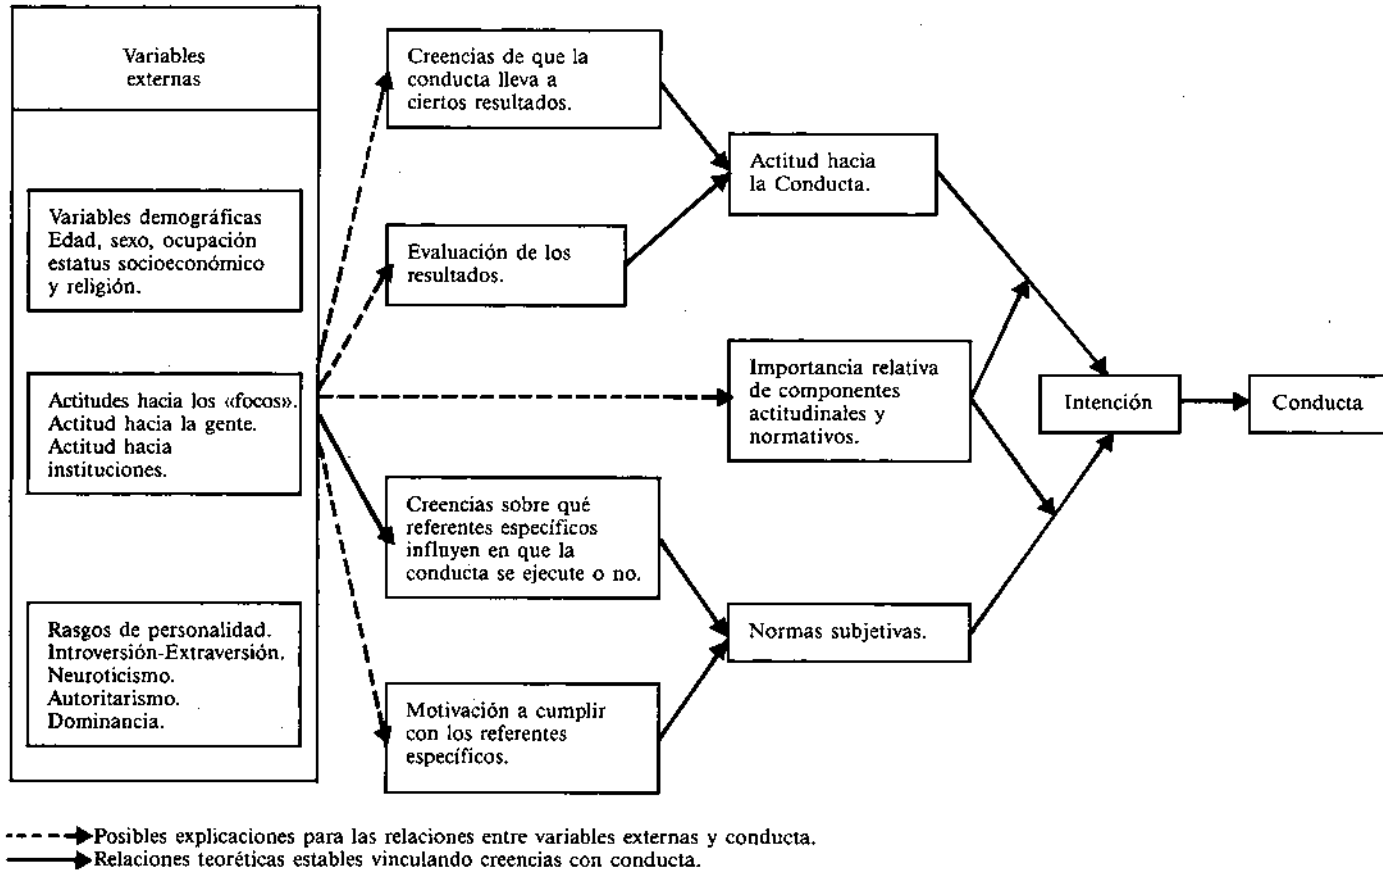 Variables
externas
Variables demográficas
Edad, sexo, ocupación
estatus socioeconómico
y religión.
Actitudes hacia los «focos».
Actitud hacia la gente.
Actitud hacia
instituciones.
Rasgos de personalidad.
Introversión-Extraversión.
Neuroticismo.
Autoritarismo.
Dominancia.
Creencias de que la
conducta lleva a
ciertos resultados.
Evaluación de los
resultados.
Creencias sobre qué
referentes específicos
influyen en que la
conducta se ejecute o no.
Motivación a cumplir
con los referentes
específicos.
Actitud hacia
la Conducta.
Importancia relativa
de componentes
actitudinales y
normativos.
Normas subjetivas.
Intención
Conducta
Posibles explicaciones para las relaciones entre variables externas y conducta.
Relaciones teoréticas estables vinculando creencias con conducta.